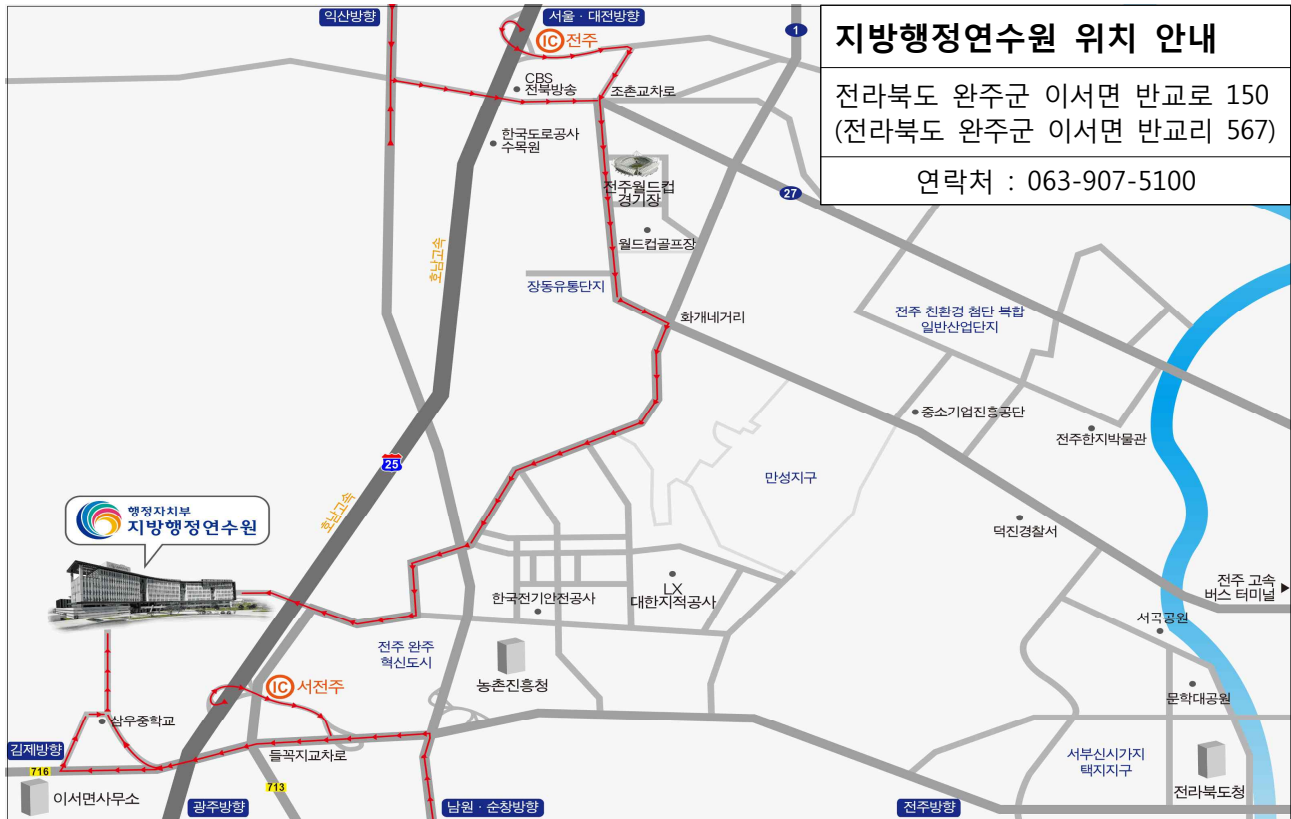 익산방향
서울 · 대전방향
1
지방행정연수원 위치 안내
전라북도 완주군 이서면 반교로 150
(전라북도 완주군 이서면 반교리 567)
연락처 : 063-907-5100
IC 전주
CBS
전북방송
조촌교차로
한국도로공사
수목원
전주월드컵
경기장
27
월드컵골프장
호남고속
장동유통단지
화개네거리
전주 친환경 첨단 복합
일반산업단지
중소기업진흥공단
전주한지박물관
25
만성지구
호남고속
행정자치부
지방행정연수원
덕진경찰서
전주 고속
버스 터미널
한국전기안전공사
LX
대한지적공사
서곡공원
전주 완주
혁신도시
농촌진흥청
IC 서전주
문학대공원
삼우중학교
김제방향
들꼭지교차로
서부신시가지
택지지구
716
713
이서면사무소
전라북도청
광주방향
남원 · 순창방향
전주방향